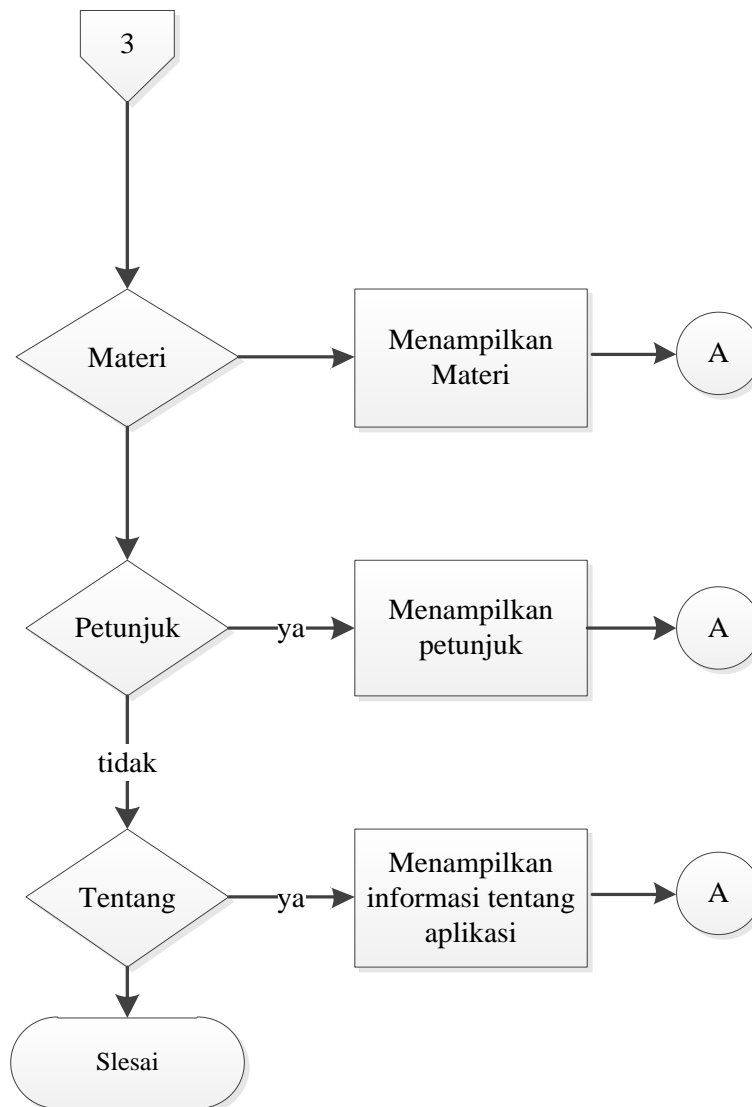 3
Materi
Menampilkan
Materi
A
Petunjuk
ya
Menampilkan
petunjuk
A
tidak
Tentang
ya
Menampilkan
informasi tentang
aplikasi
A
Slesai